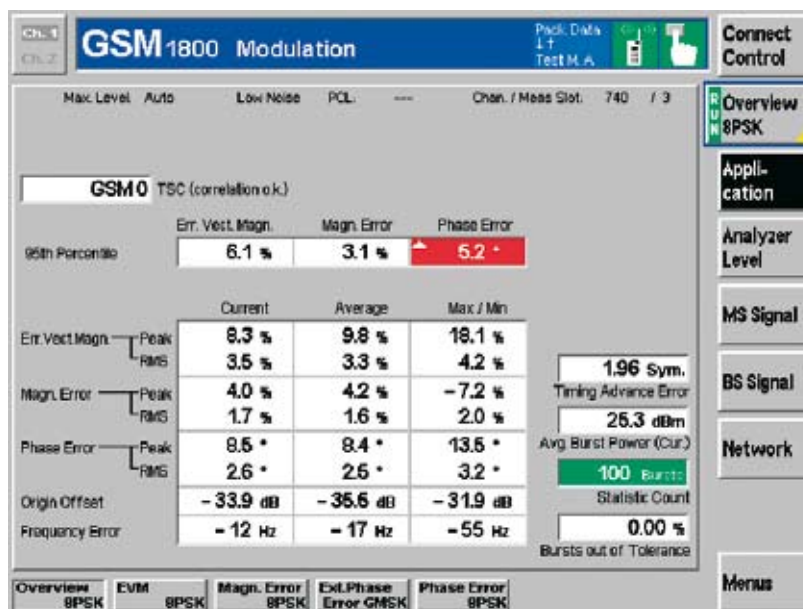 Ch. 1
Ch. 2
GSM 1800 Modulation
Pack. Data
Test M. A
Connect Control
Max. Level Auto Low Noise PCL: --- Chan. / Meas Slot. 740 / 3
RUN
Overview 8PSK
GSM 0 TSC (correlation o.k.)
Appli-cation
Err. Vect. Magn. Magn. Error Phase Error
95th Percentile 6.1 % 3.1 % 5.2 °
Analyzer Level
Current Average Max / Min
MS Signal
Err.Vect.Magn. Peak 8.3 % 9.8 % 18.1 %
RMS 3.5 % 3.3 % 4.2 %
1.96 Sym.
Timing Advance Error
BS Signal
Magn. Error Peak 4.0 % 4.2 % -7.2 %
RMS 1.7 % 1.6 % 2.0 %
25.3 dBm
Avg. Burst Power (Cur.)
Network
Phase Error Peak 8.5 ° 8.4 ° 13.5 °
RMS 2.6 ° 2.6 ° 3.2 °
100 Bursts
Statistic Count
Origin Offset -33.9 dB -35.6 dB -31.9 dB
Frequency Error -12 Hz -17 Hz -55 Hz
0.00 %
Bursts out of Tolerance
Overview 8PSK
EVM 8PSK
Magn. Error 8PSK
Ext.Phase Error GMSK
Phase Error 8PSK
Menus